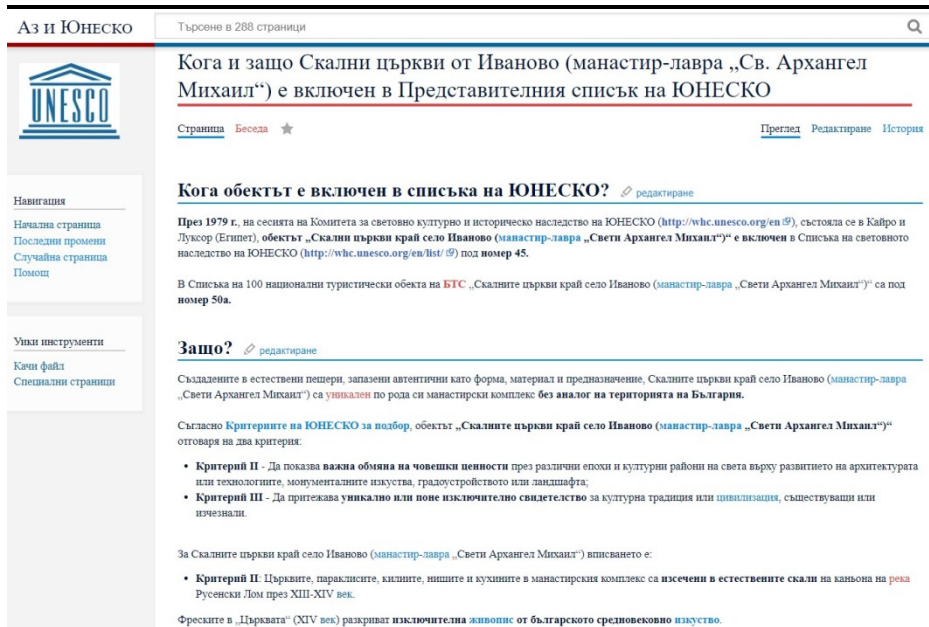 Аз и Юнеско
Търсене в 288 страници
UNESCO
Кога и защо Скални църкви от Иваново (манастир-лавра „Св. Архангел
Михаил“) е включен в Представителния списък на ЮНЕСКО
Страница Беседа
Преглед Редактиране История
Навигация
Начална страница
Последни промени
Случайна страница
Помощ
Уики инструменти
Качи файл
Специални страници
Кога обектът е включен в списъка на ЮНЕСКО? редактиране
През 1979 г., на сесията на Комитета за световно културно и историческо наследство на ЮНЕСКО (http://whc.unesco.org/en), състояла се в Кайро и
Луксор (Египет), обектът „Скални църкви край село Иваново (манастир-лавра „Свети Архангел Михаил“)“ е включен в Списъка на световното
наследство на ЮНЕСКО (http://whc.unesco.org/en/list/) под номер 45.
В Списъка на 100 национални туристически обекта на БТС „Скалните църкви край село Иваново (манастир-лавра „Свети Архангел Михаил“)“ са под
номер 50а.
Защо? редактиране
Създадените в естествени пещери, запазени автентични като форма, материал и предназначение, Скалните църкви край село Иваново (манастир-лавра
„Свети Архангел Михаил“) са уникален по рода си манастирски комплекс без аналог на територията на България.
Съгласно Критериите на ЮНЕСКО за подбор, обектът „Скалните църкви край село Иваново (манастир-лавра „Свети Архангел Михаил“)“
отговаря на два критерия:
• Критерий II - Да показва важна обмяна на човешки ценности през различни епохи и културни райони на света върху развитието на архитектурата
или технологиите, монументалните изкуства, градоустройството или ландшафта;
• Критерий III - Да притежава уникално или поне изключително свидетелство за културна традиция или цивилизация, съществуващи или
изчезнали.
За Скалните църкви край село Иваново (манастир-лавра „Свети Архангел Михаил“) вписването е:
• Критерий II: Църквите, параклисите, килиите, нишите и кухините в манастирския комплекс са изсечени в естествените скали на каньона на река
Русенски Лом през XIII-XIV век.
Фреските в „Църквата“ (XIV век) разкриват изключителна живопис от българското средновековно изкуство.